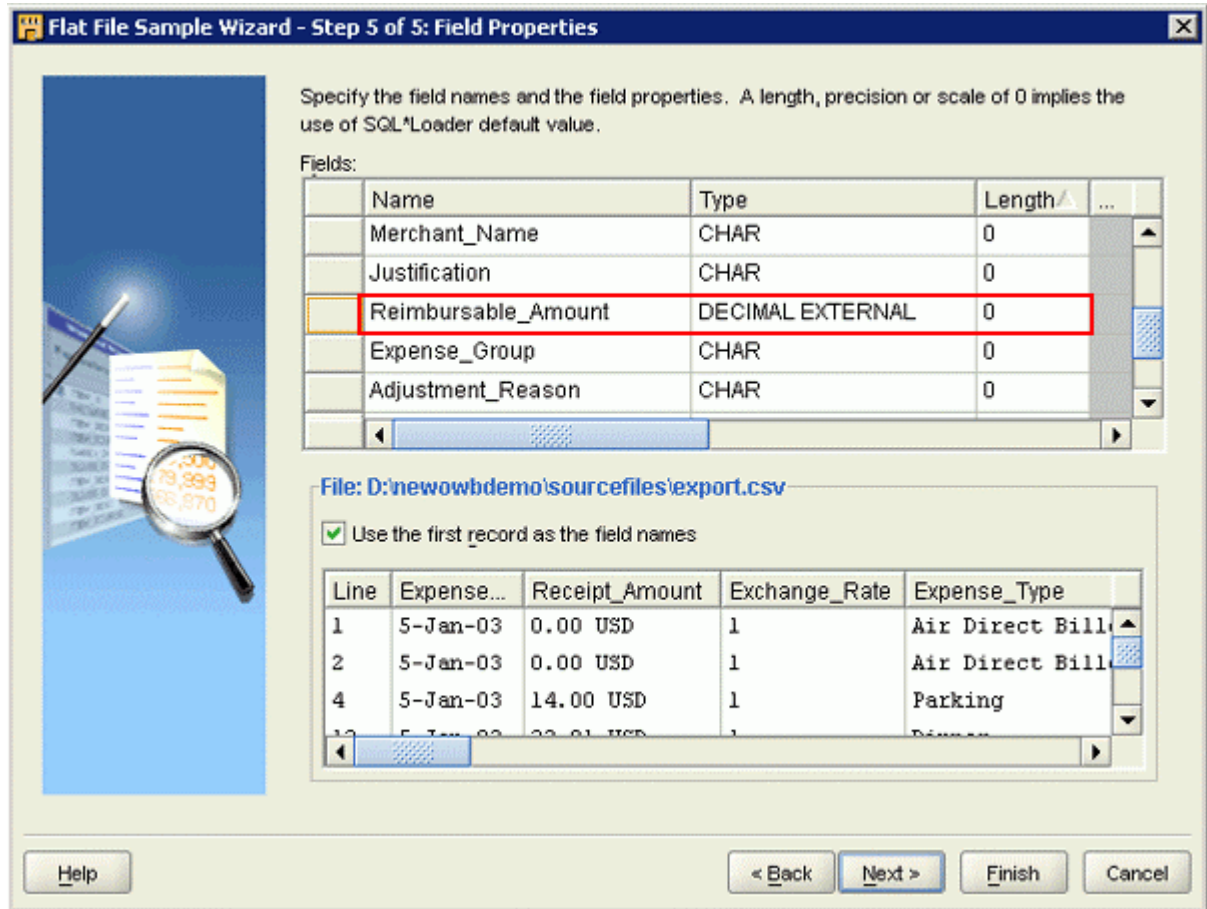 Flat File Sample Wizard - Step 5 of 5: Field Properties
Specify the field names and the field properties. A length, precision or scale of 0 implies the
use of SQL*Loader default value.
Fields:
Name Type Length ...
Merchant_Name CHAR 0
Justification CHAR 0
Reimbursable_Amount DECIMAL EXTERNAL 0
Expense_Group CHAR 0
Adjustment_Reason CHAR 0
File: D:\newowbdemo\sourcefiles\export.csv
Use the first record as the field names
Line Expense... Receipt_Amount Exchange_Rate Expense_Type
1 5-Jan-03 0.00 USD 1 Air Direct Bill
2 5-Jan-03 0.00 USD 1 Air Direct Bill
4 5-Jan-03 14.00 USD 1 Parking
Help < Back Next > Finish Cancel